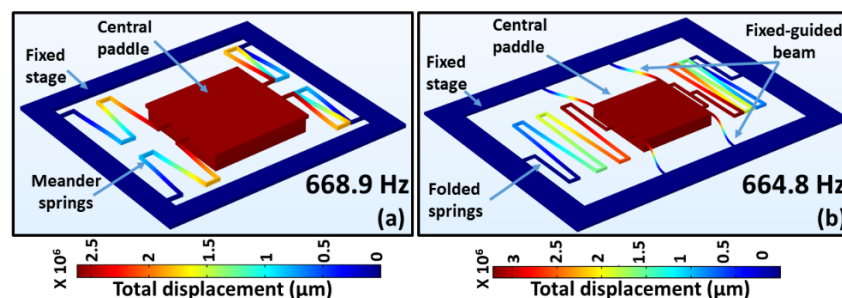 Central
paddle
Fixed
stage
Meander
springs
668.9 Hz
(a)
Central
paddle
Fixed-guided
beam
Fixed
stage
Folded
springs
664.8 Hz
(b)
X 10⁶
2.5
2
1.5
1
0.5
0
Total displacement (μm)
X 10⁶
3
2.5
2
1.5
1
0.5
0
Total displacement (μm)